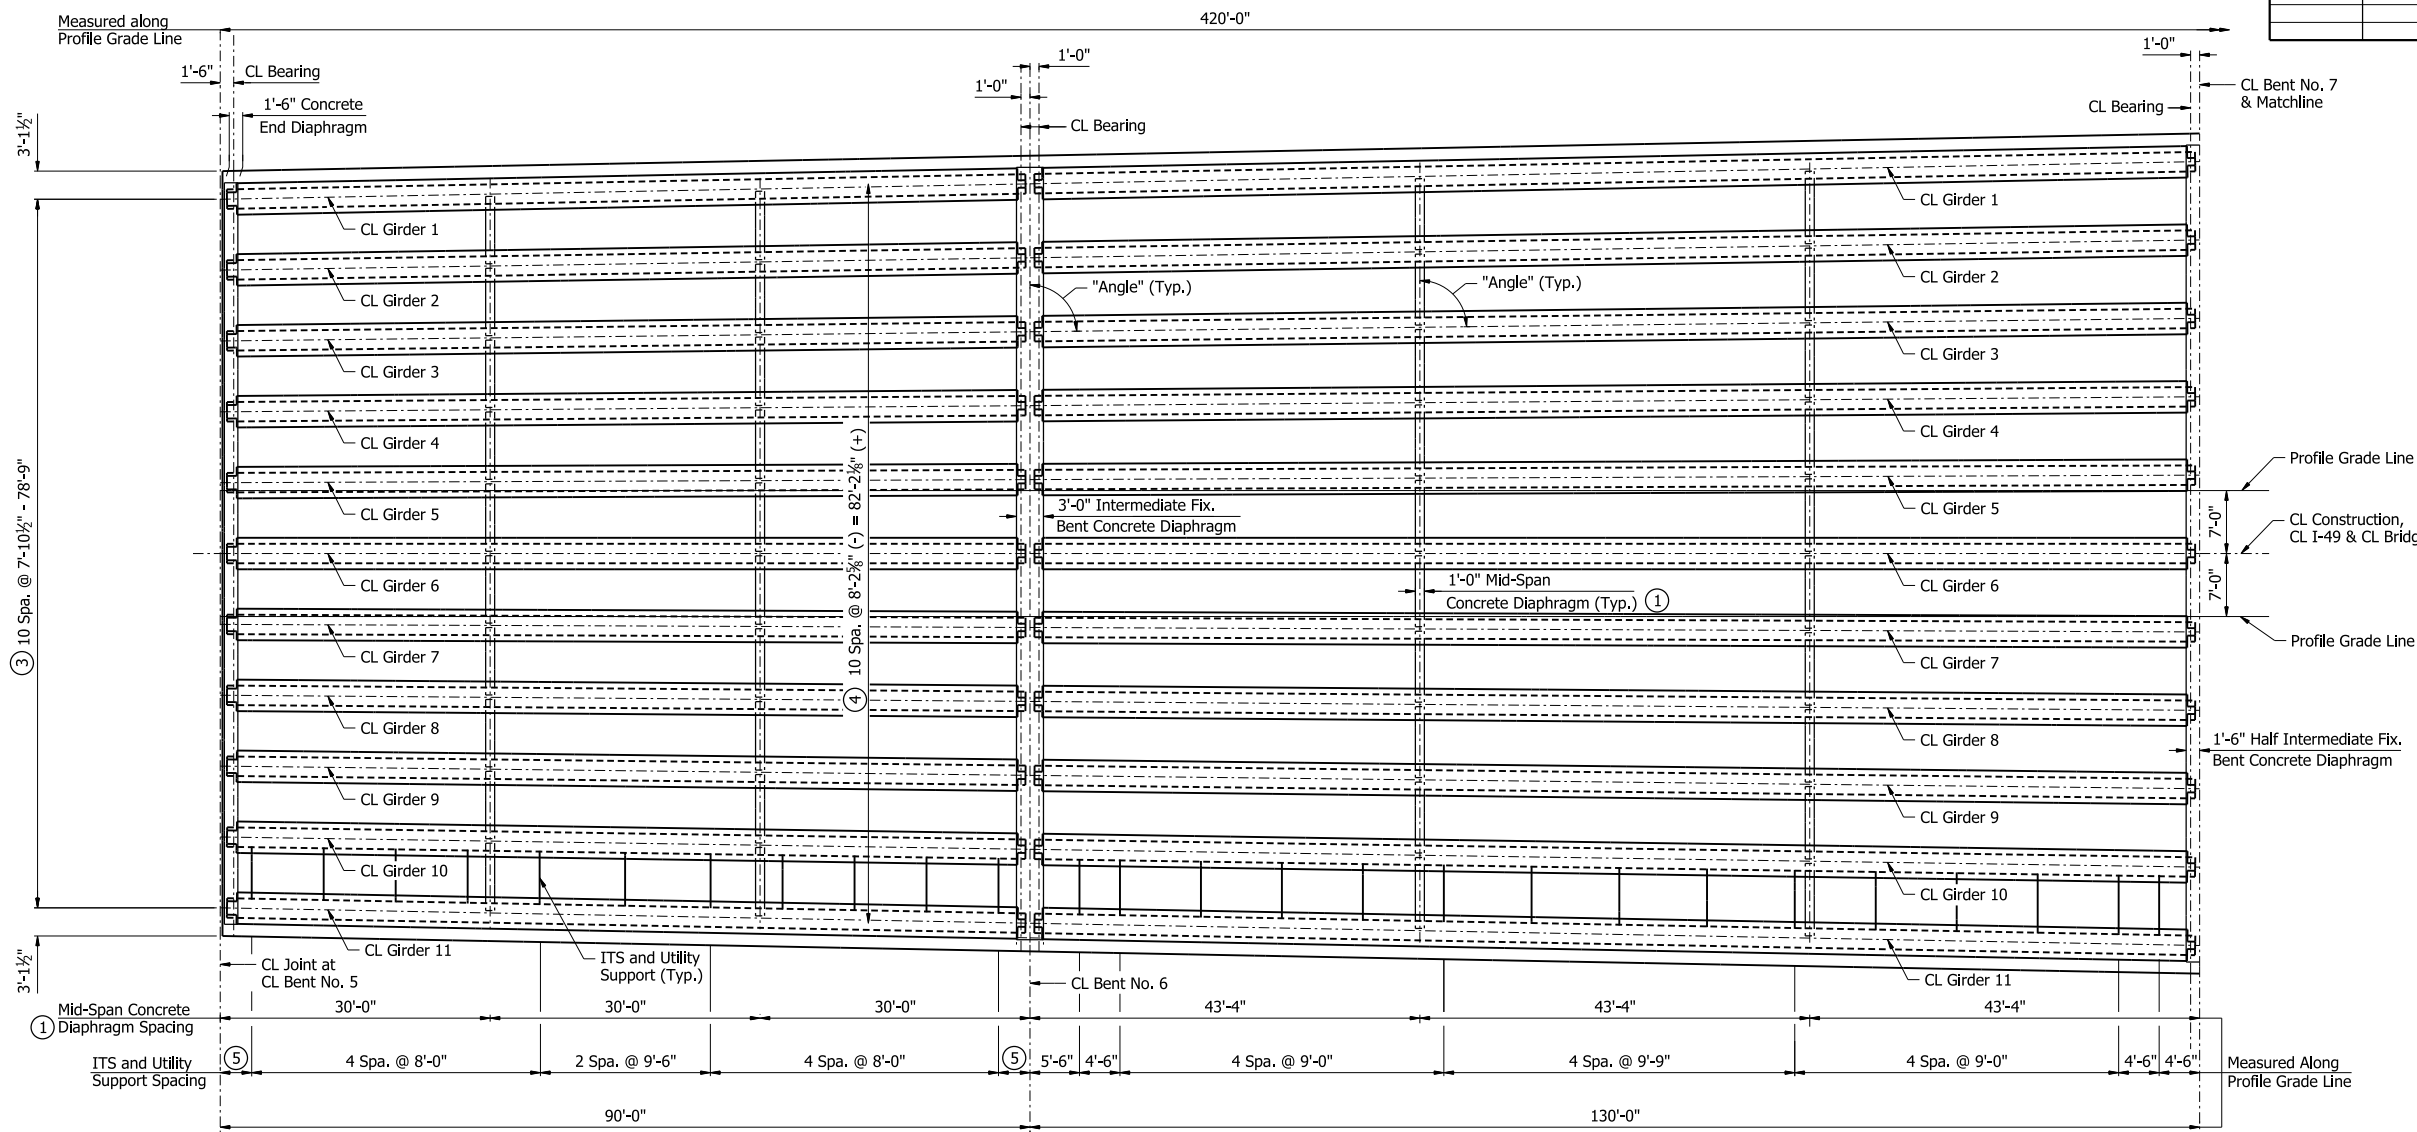 Measured along
Profile Grade Line
420'-0"
1'-6"
CL Bearing
1'-0"
1'-0"
1'-0"
CL Bent No. 7
& Matchline
CL Bearing
1'-6" Concrete
End Diaphragm
CL Bearing
3'-1½"
CL Girder 1
CL Girder 1
CL Girder 2
CL Girder 2
"Angle" (Typ.)
"Angle" (Typ.)
CL Girder 3
CL Girder 3
CL Girder 4
CL Girder 4
③ 10 Spa. @ 7'-10½" - 78'-9"
④ 10 Spa. @ 8'-2⅝" (-) = 82'-2⅛" (+)
Profile Grade Line
CL Girder 5
CL Girder 5
3'-0" Intermediate Fix.
Bent Concrete Diaphragm
7'-0"
CL Construction,
CL I-49 & CL Bridg
CL Girder 6
CL Girder 6
1'-0" Mid-Span
Concrete Diaphragm (Typ.) ①
7'-0"
Profile Grade Line
CL Girder 7
CL Girder 7
CL Girder 8
CL Girder 8
1'-6" Half Intermediate Fix.
Bent Concrete Diaphragm
CL Girder 9
CL Girder 9
CL Girder 10
CL Girder 10
CL Girder 11
CL Girder 11
3'-1½"
CL Joint at
CL Bent No. 5
ITS and Utility
Support (Typ.)
CL Bent No. 6
① Mid-Span Concrete
Diaphragm Spacing
30'-0"
30'-0"
30'-0"
43'-4"
43'-4"
43'-4"
ITS and Utility
Support Spacing
⑤
4 Spa. @ 8'-0"
2 Spa. @ 9'-6"
4 Spa. @ 8'-0"
⑤
5'-6"
4'-6"
4 Spa. @ 9'-0"
4 Spa. @ 9'-9"
4 Spa. @ 9'-0"
4'-6"
4'-6"
Measured Along
Profile Grade Line
90'-0"
130'-0"